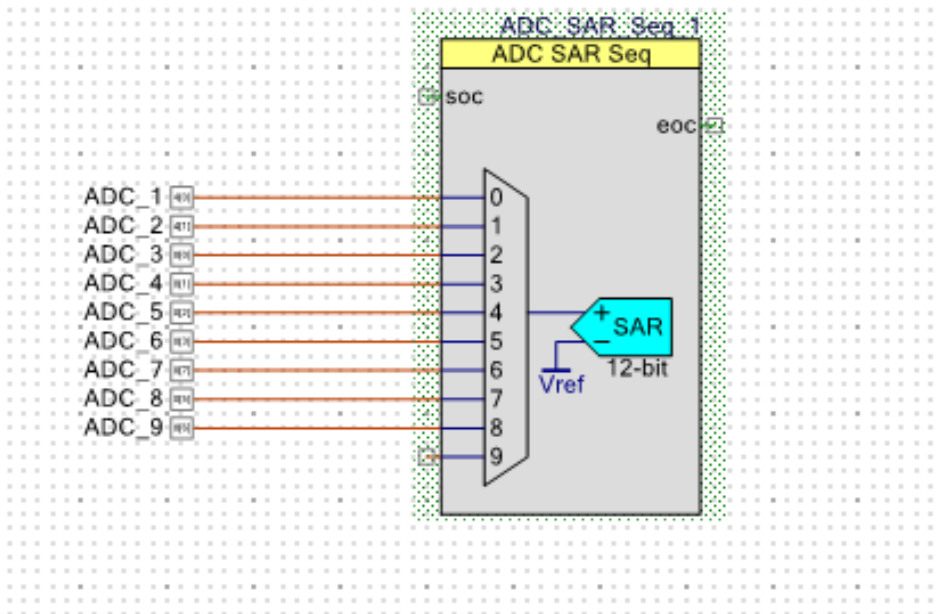 ADC_SAR_Seq_1
ADC SAR Seq
soc
eoc
ADC_1 0
ADC_2 1
ADC_3 2
ADC_4 3
ADC_5 4
ADC_6 5
ADC_7 6
ADC_8 7
ADC_9 8
9
+ SAR
−
12-bit
Vref